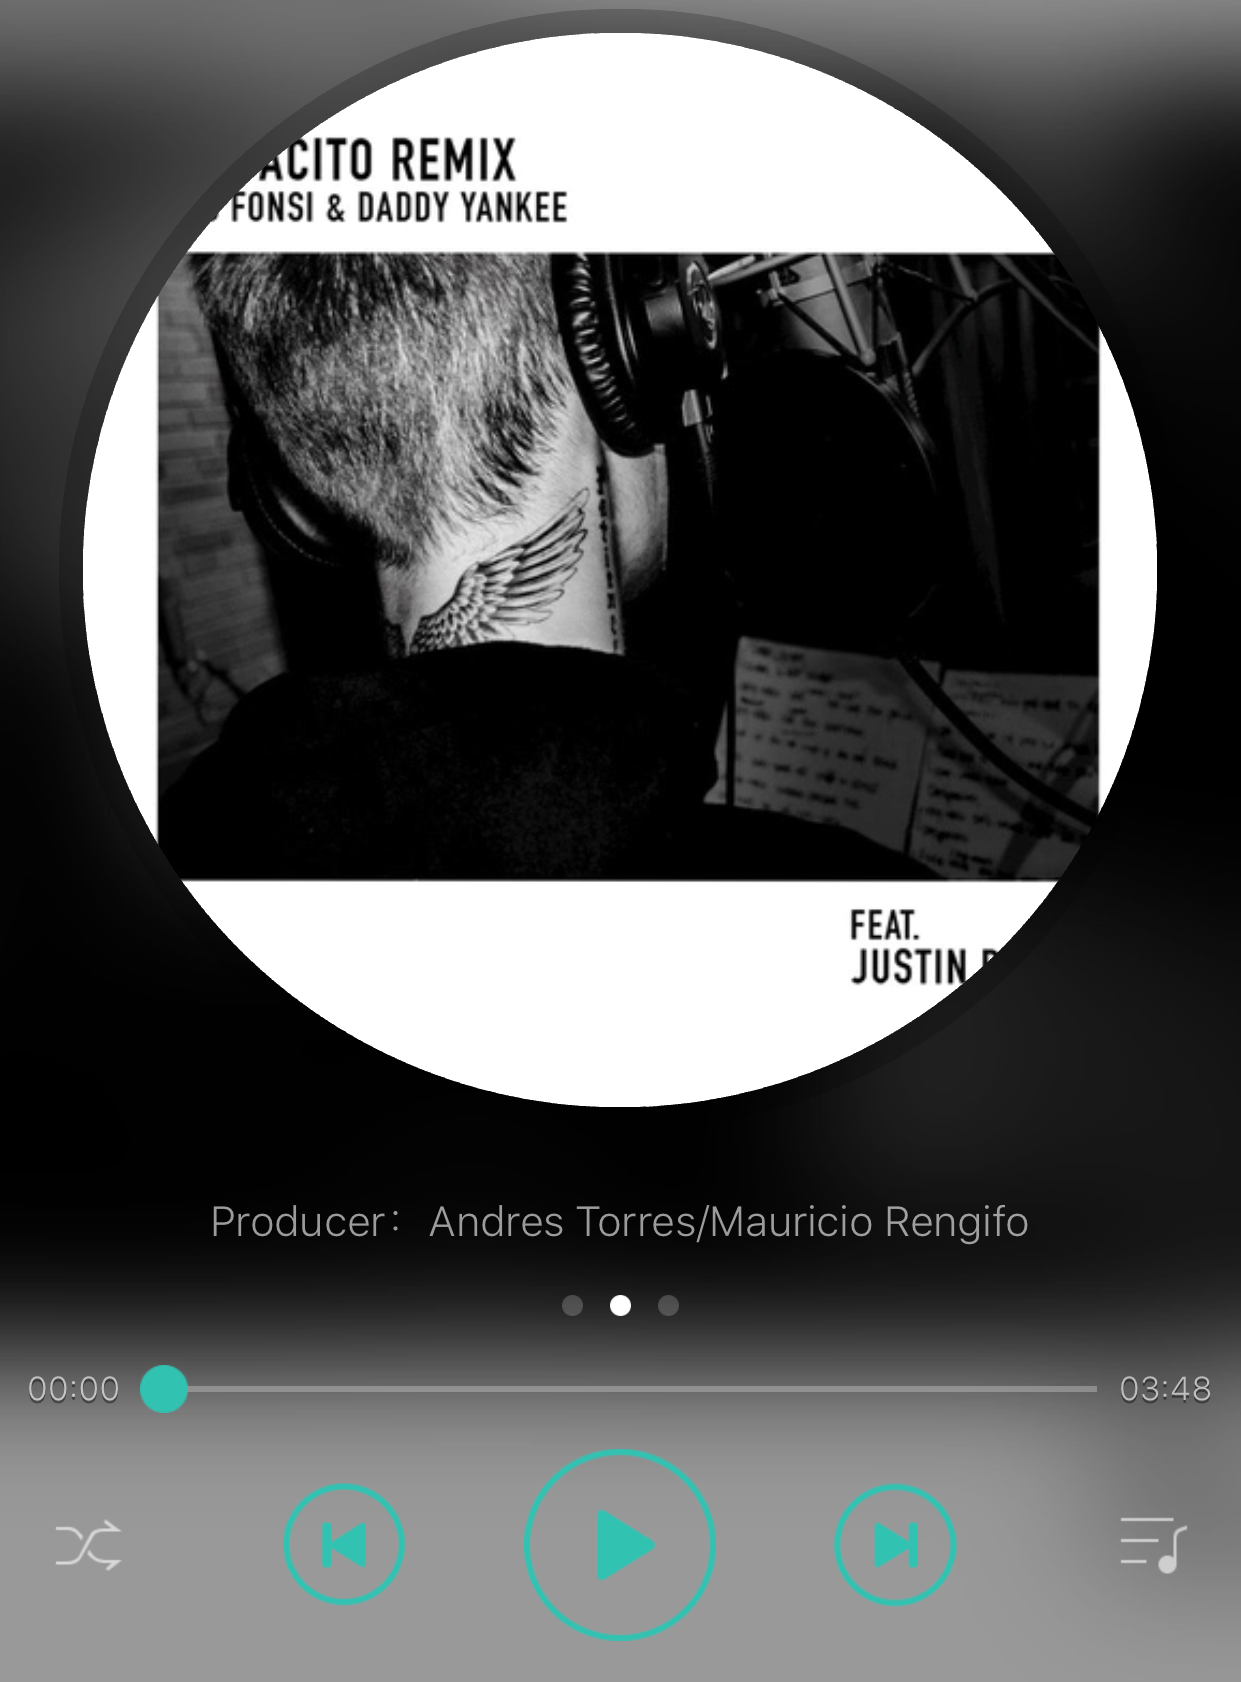 ACITO REMIX
FONSI & DADDY YANKEE
FEAT.
JUSTIN
Producer： Andres Torres/Mauricio Rengifo
00:00
03:48